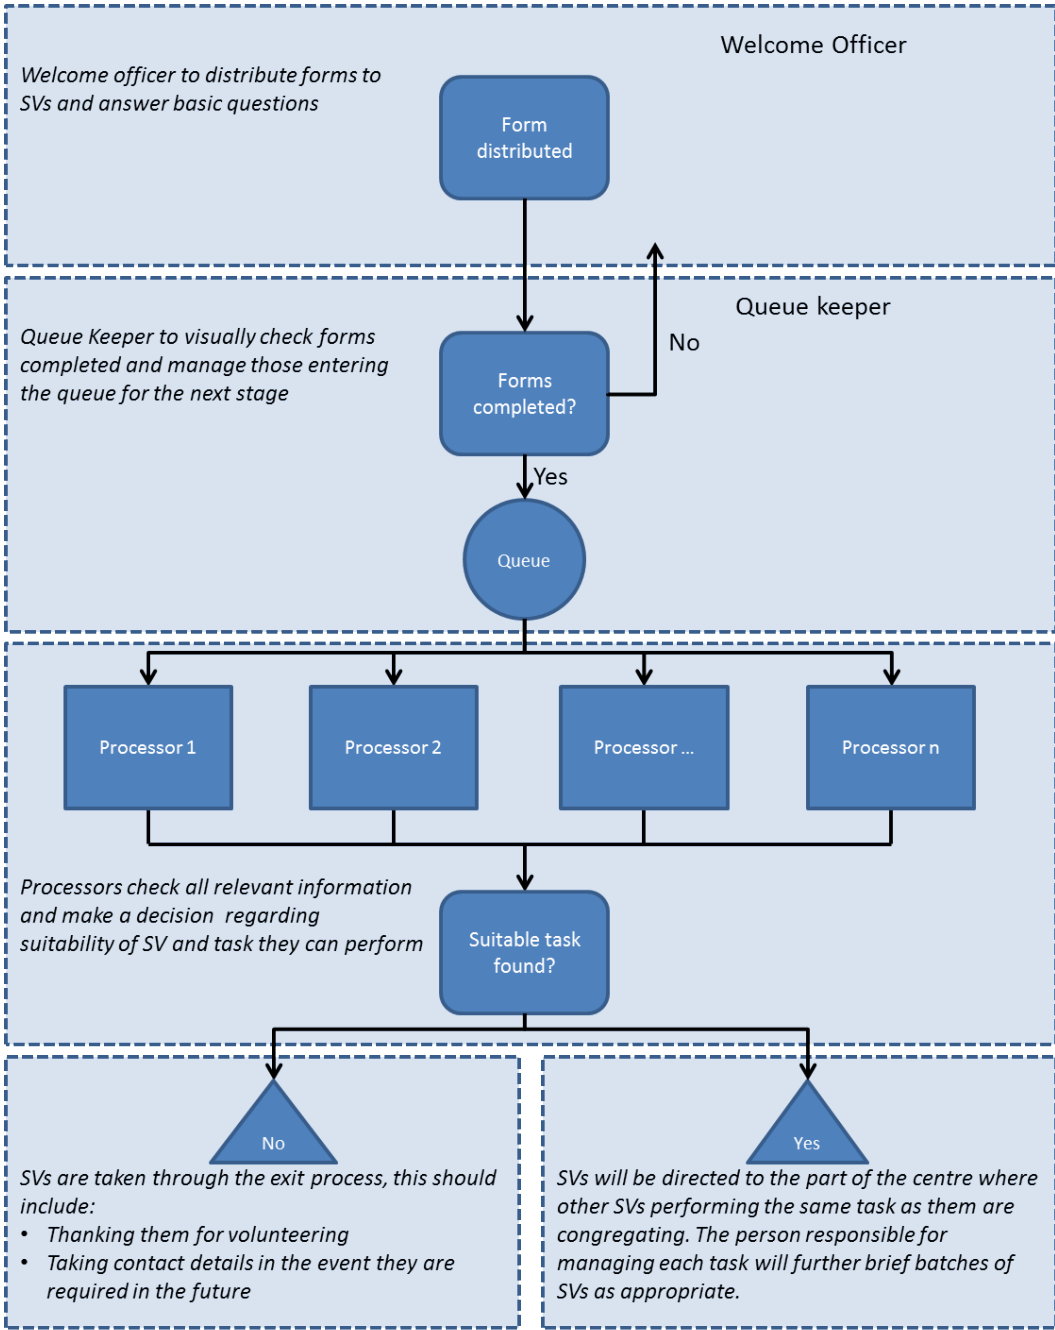 Welcome Officer
Welcome officer to distribute forms to
SVs and answer basic questions
Form
distributed
Queue keeper
Queue Keeper to visually check forms
completed and manage those entering
the queue for the next stage
No
Forms
completed?
Yes
Queue
Processor 1
Processor 2
Processor ...
Processor n
Processors check all relevant information
and make a decision  regarding
suitability of SV and task they can perform
Suitable task
found?
No
SVs are taken through the exit process, this should
include:
• Thanking them for volunteering
• Taking contact details in the event they are
required in the future
Yes
SVs will be directed to the part of the centre where
other SVs performing the same task as them are
congregating. The person responsible for
managing each task will further brief batches of
SVs as appropriate.